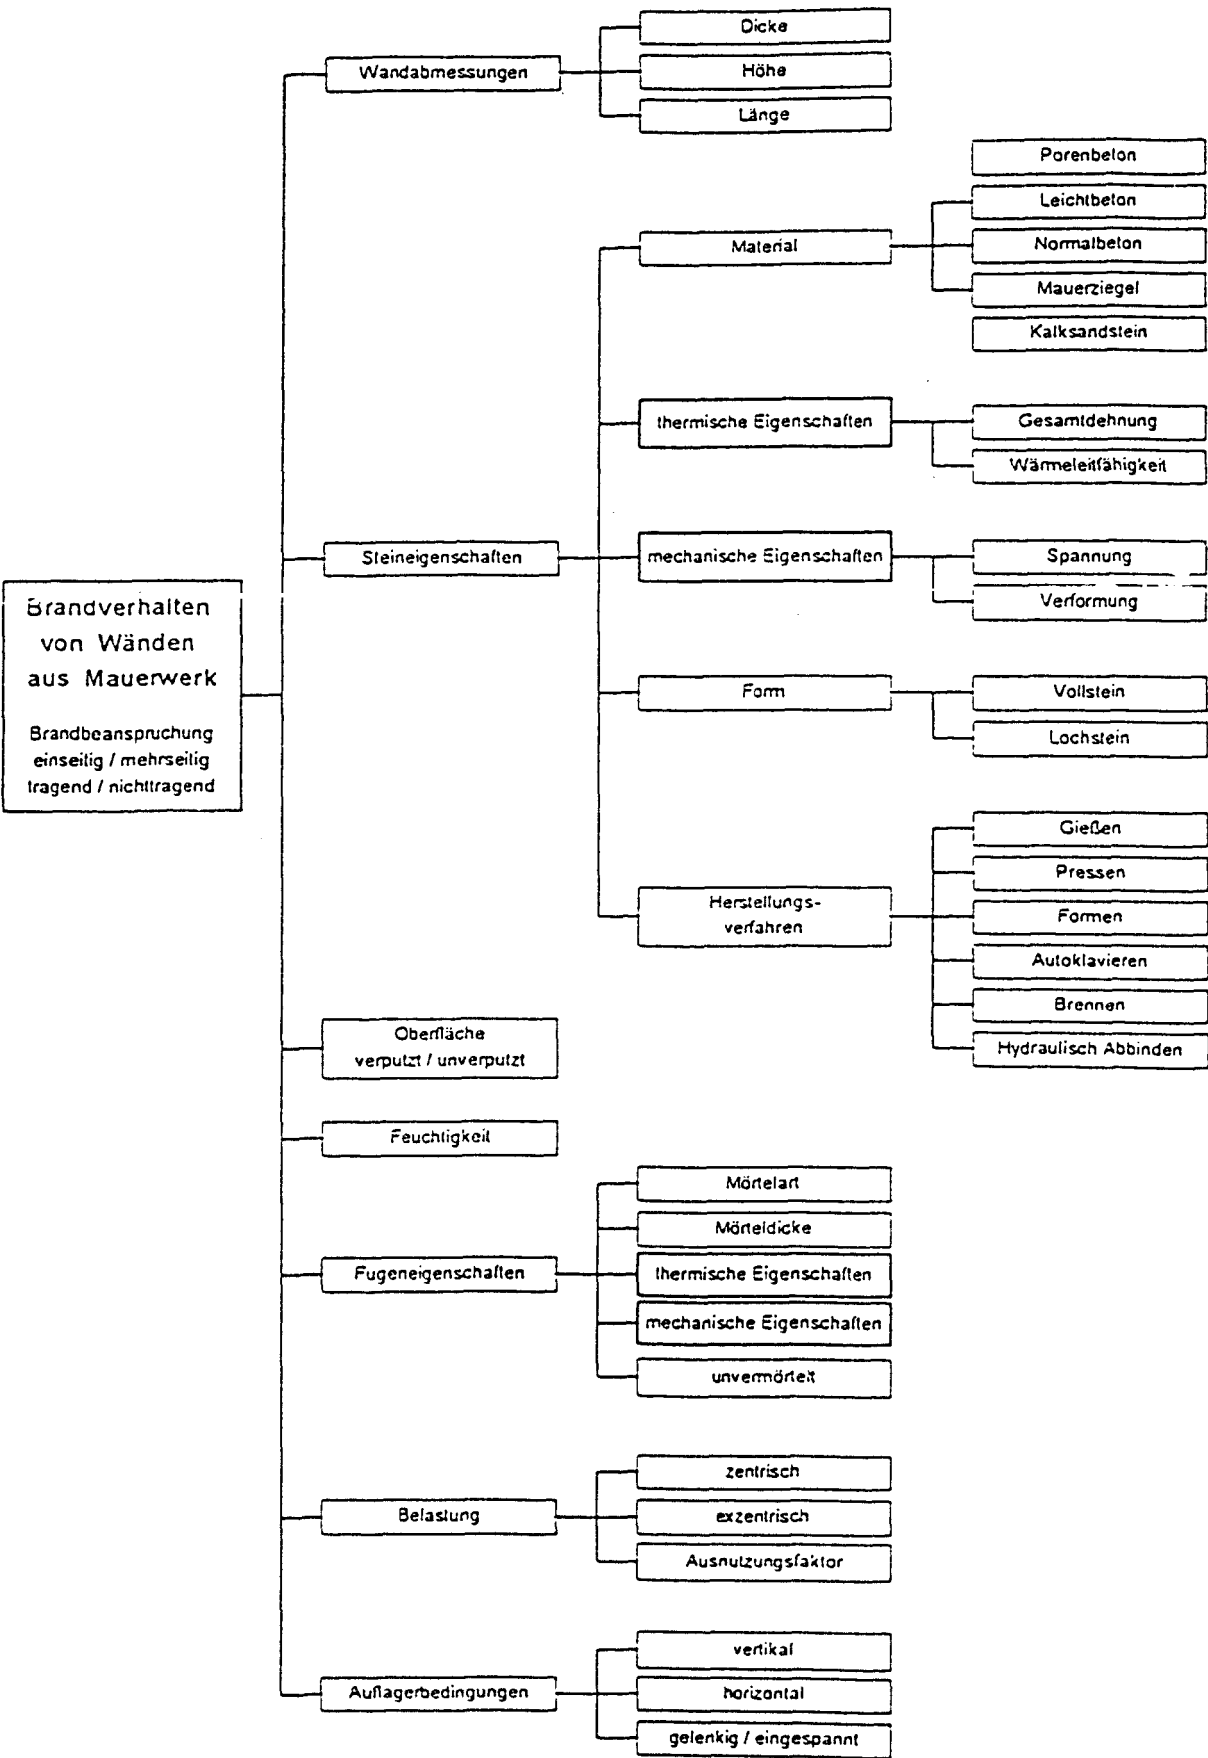 Brandverhalten
von Wänden
aus Mauerwerk
Brandbeanspruchung
einseitig / mehrseitig
tragend / nichttragend
Wandabmessungen
Dicke
Höhe
Länge
Steineigenschaften
Material
Porenbeton
Leichtbeton
Normalbeton
Mauerziegel
Kalksandstein
thermische Eigenschaften
Gesamtdehnung
Wärmeleitfähigkeit
mechanische Eigenschaften
Spannung
Verformung
Form
Vollstein
Lochstein
Herstellungs-
verfahren
Gießen
Pressen
Formen
Autoklavieren
Brennen
Hydraulisch Abbinden
Oberfläche
verputzt / unverputzt
Feuchtigkeit
Fugeneigenschaften
Mörtelart
Mörteldicke
thermische Eigenschaften
mechanische Eigenschaften
unvermörtelt
Belastung
zentrisch
exzentrisch
Ausnutzungsfaktor
Auflagerbedingungen
vertikal
horizontal
gelenkig / eingespannt